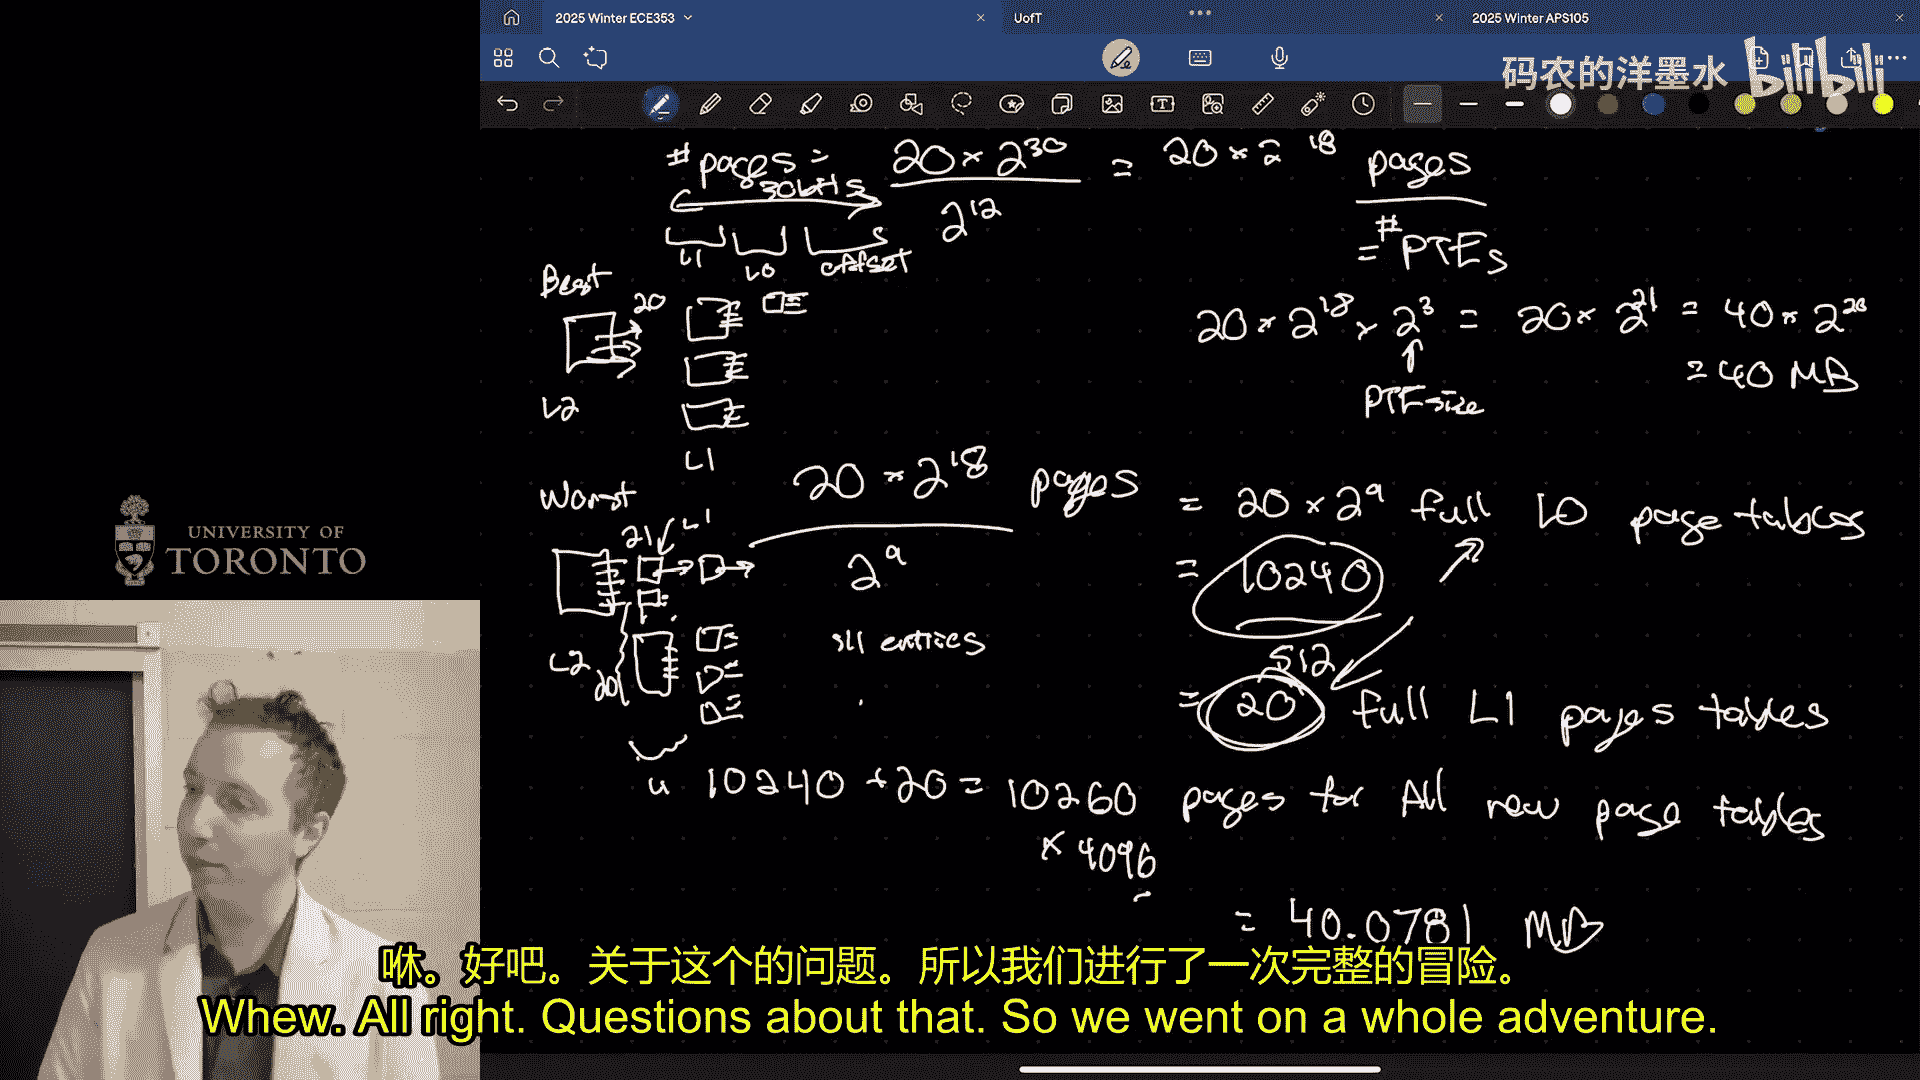 2025 Winter ECE353
UofT
2025 Winter APS105
码农的洋墨水 bilibili
# pages = 20 × 2^30 / 2^12 = 20 × 2^18 pages
30 bits
L1 L0 offset
= # PTEs
Best
20
L2
L1
20 × 2^18 × 2^3 = 20 × 2^21 = 40 × 2^20
= 40 MB
PTE size
Worst
20 × 2^18 pages / 2^9 = 20 × 2^9 full L0 page tables
21 L1
= 10240
L2 20
511 entries
512
= 20 full L1 pages tables
10240 + 20 = 10260 pages for All new page tables
× 4096
= 40.0781 MB
UNIVERSITY OF
TORONTO
咻。好吧。关于这个的问题。所以我们进行了一次完整的冒险。
Whew. All right. Questions about that. So we went on a whole adventure.